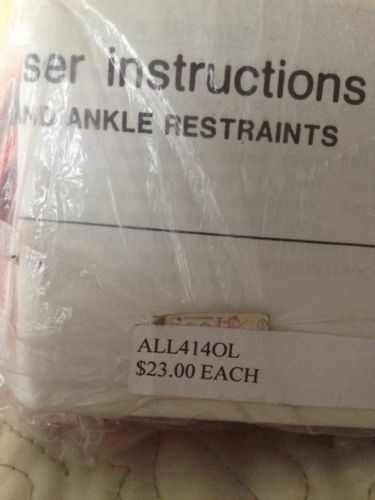 ser instructions
AND ANKLE RESTRAINTS
ALL414OL
$23.00 EACH